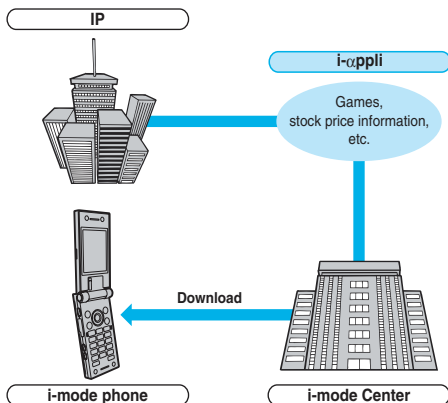 IP
i-αppli
Games,
stock price information,
etc.
Download
i-mode phone
i-mode Center